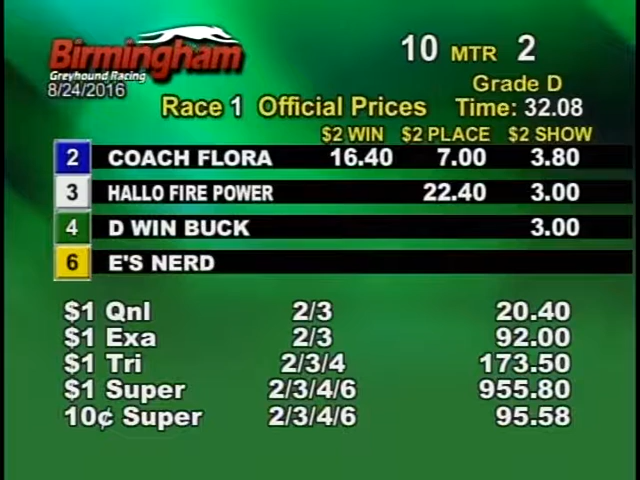 Birmingham
Greyhound Racing
8/24/2016
10 MTR 2
Grade D
Race 1 Official Prices Time: 32.08
$2 WIN $2 PLACE $2 SHOW
2 COACH FLORA 16.40 7.00 3.80
3 HALLO FIRE POWER 22.40 3.00
4 D WIN BUCK 3.00
6 E'S NERD
$1 Qnl 2/3 20.40
$1 Exa 2/3 92.00
$1 Tri 2/3/4 173.50
$1 Super 2/3/4/6 955.80
10¢ Super 2/3/4/6 95.58